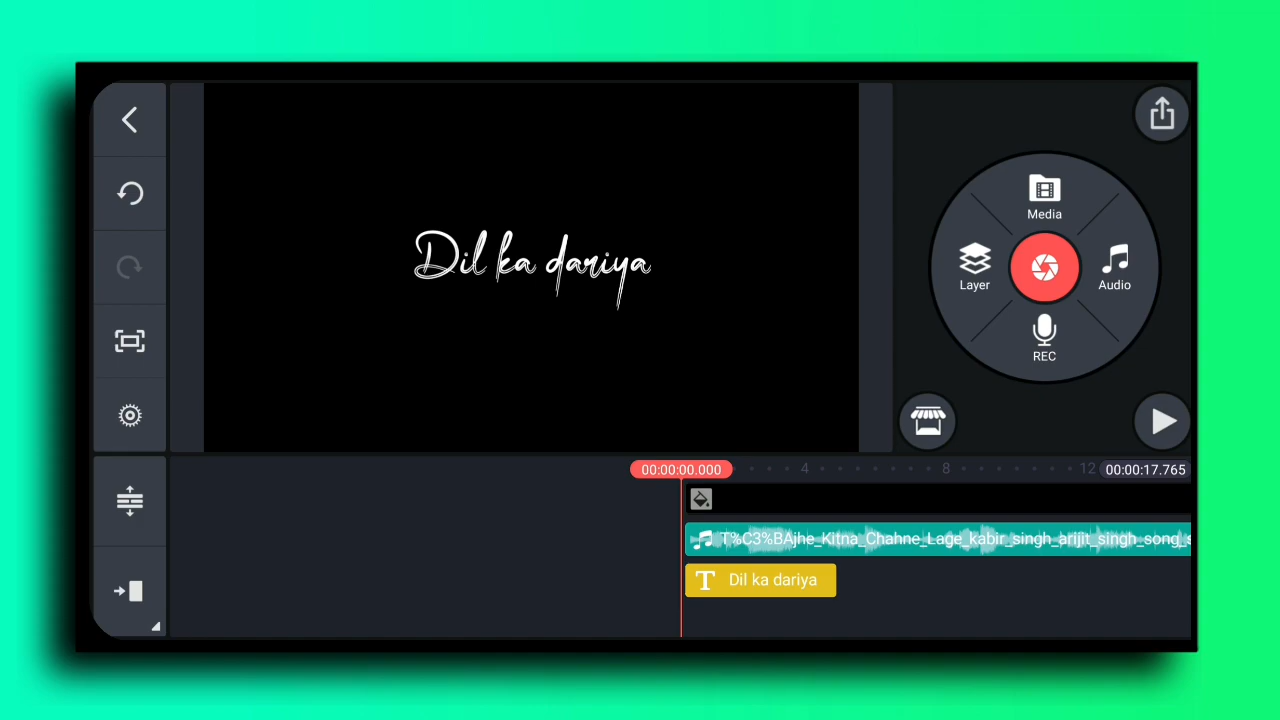 Dil ka dariya
Media
Layer
Audio
REC
00:00:00.000
4
8
12
00:00:17.765
T%C3%BAjhe_Kitna_Chahne_Lage_kabir_singh_arijit_singh_song_s
T Dil ka dariya